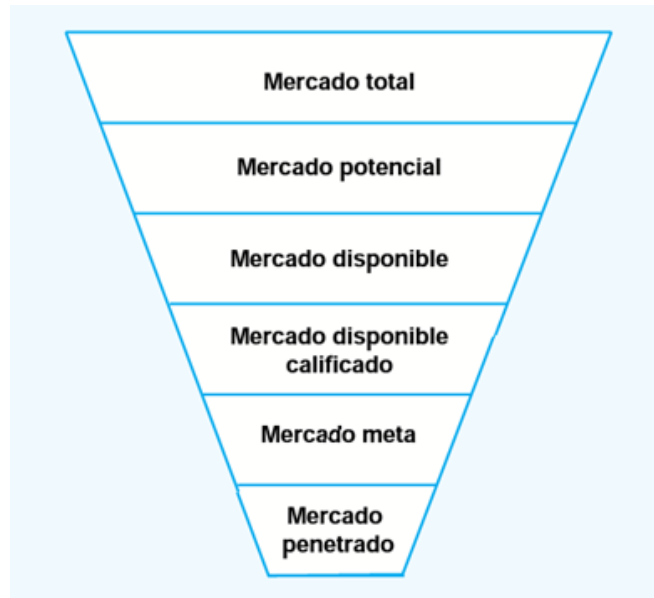 Mercado total
Mercado potencial
Mercado disponible
Mercado disponible
calificado
Mercado meta
Mercado
penetrado